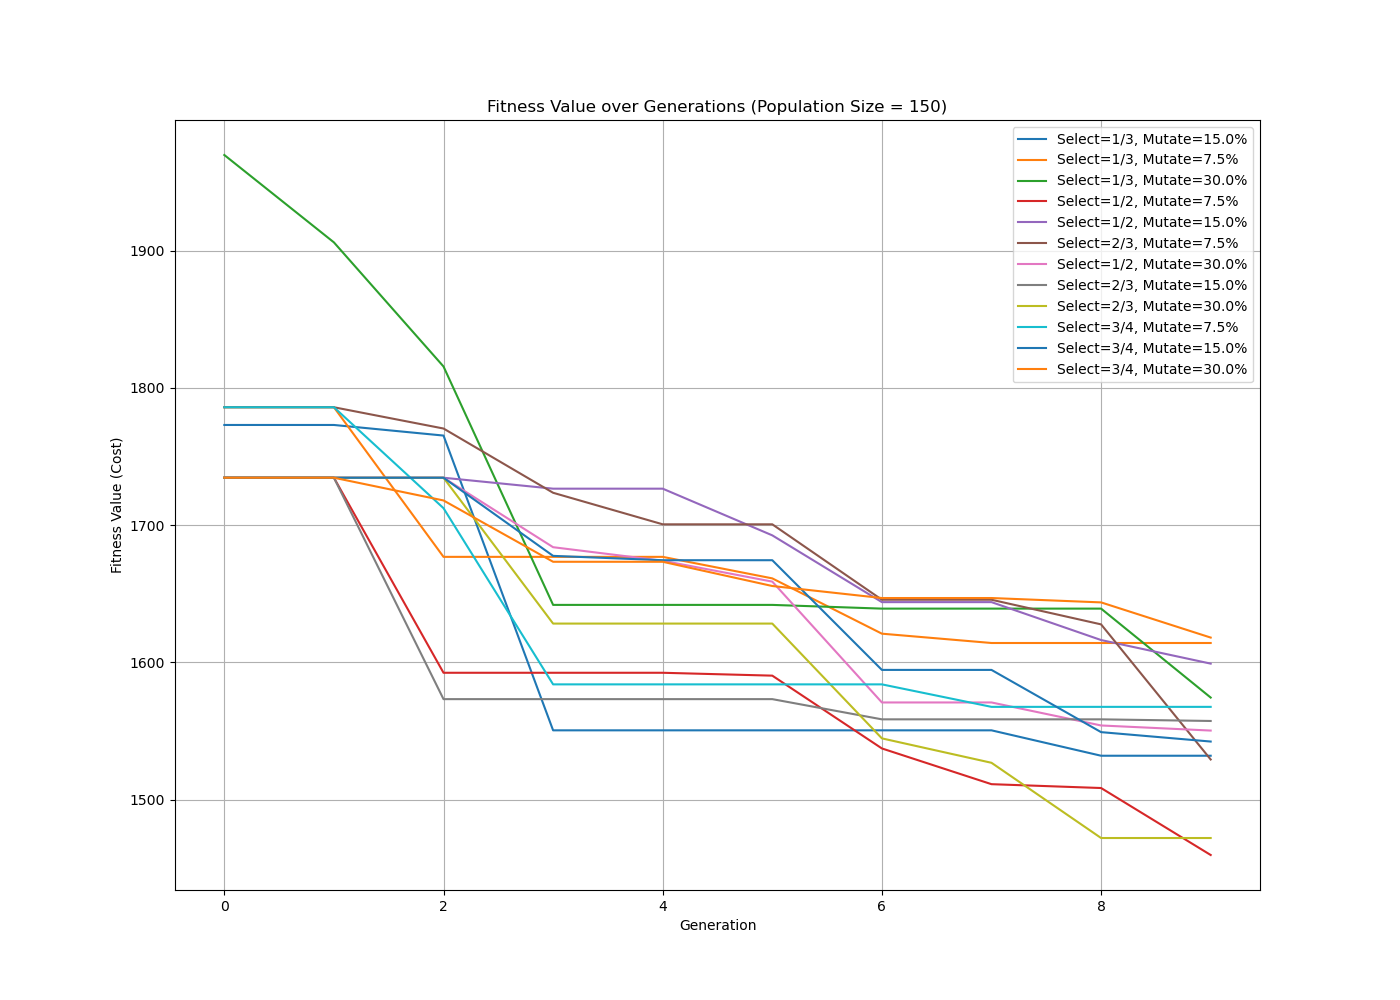 Fitness Value over Generations (Population Size = 150)
Select=1/3, Mutate=15.0%
Select=1/3, Mutate=7.5%
Select=1/3, Mutate=30.0%
Select=1/2, Mutate=7.5%
Select=1/2, Mutate=15.0%
Select=2/3, Mutate=7.5%
Select=1/2, Mutate=30.0%
Select=2/3, Mutate=15.0%
Select=2/3, Mutate=30.0%
Select=3/4, Mutate=7.5%
Select=3/4, Mutate=15.0%
Select=3/4, Mutate=30.0%
Fitness Value (Cost)
1900
1800
1700
1600
1500
0 2 4 6 8
Generation